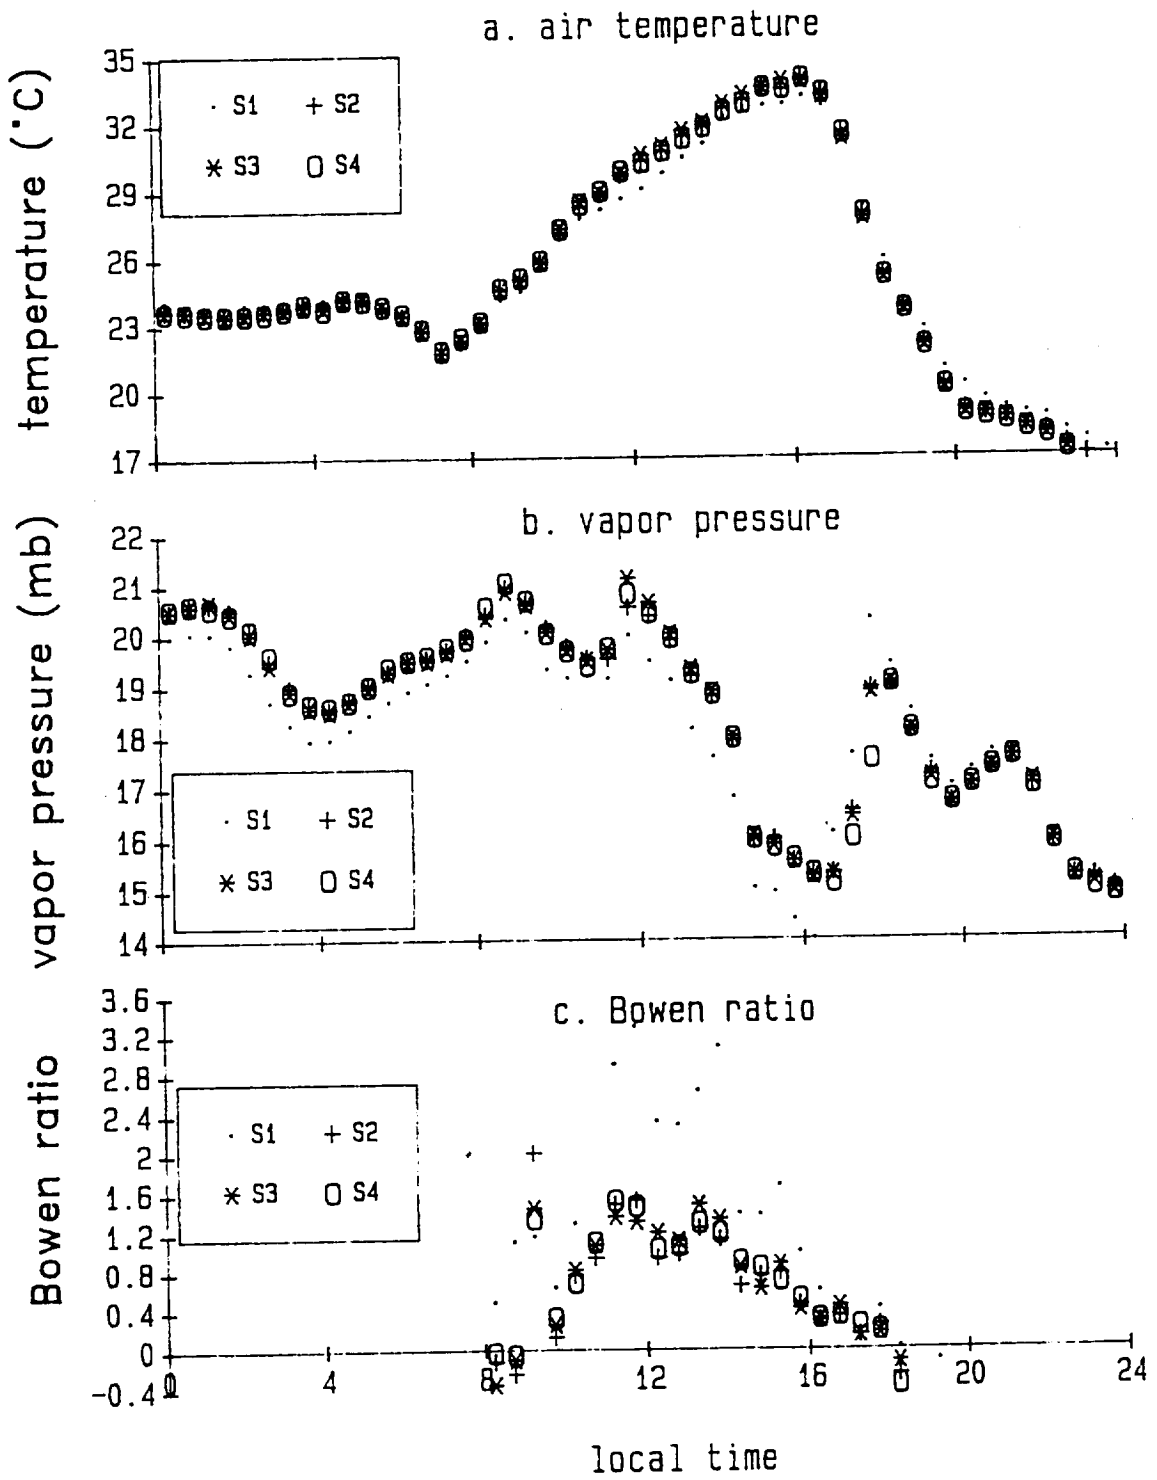 a. air temperature
temperature (°C)
35
32
29
26
23
20
17
· S1 + S2
* S3 0 S4
b. vapor pressure
vapor pressure (mb)
22
21
20
19
18
17
16
15
14
· S1 + S2
* S3 0 S4
c. Bowen ratio
Bowen ratio
3.6
3.2
2.8
2.4
2
1.6
1.2
0.8
0.4
0
-0.4
· S1 + S2
* S3 0 S4
0 4 8 12 16 20 24
local time